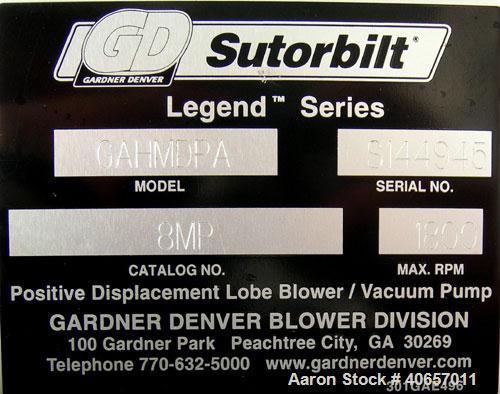 GD
GARDNER DENVER
Sutorbilt®
Legend™ Series
GAHMDPA
S144945
MODEL
SERIAL NO.
8MP
1800
CATALOG NO.
MAX. RPM
Positive Displacement Lobe Blower / Vacuum Pump
GARDNER DENVER BLOWER DIVISION
100 Gardner Park Peachtree City, GA 30269
Telephone 770-632-5000 www.gardnerdenver.com
Aaron Stock # 40657011
301GAE496